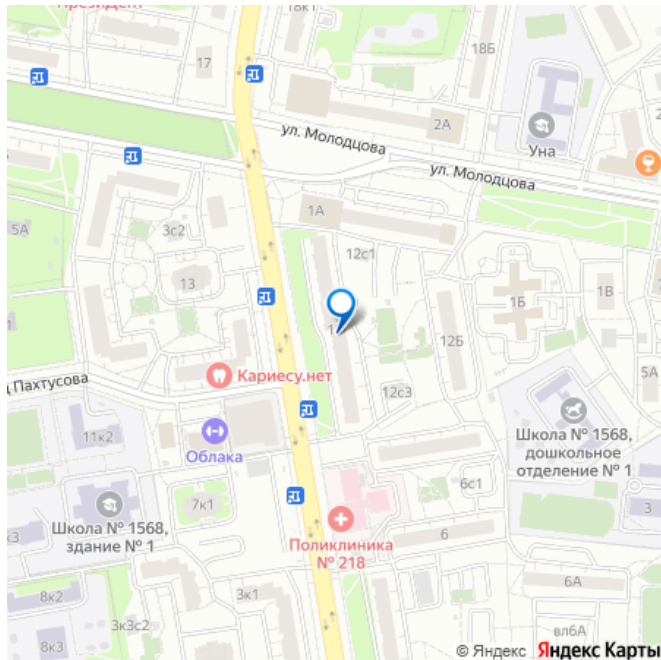 Президент
18к1
17
18Б
2А
ул. Молодцова
Уна
ул. Молодцова
1А
5А
3с2
12с1
13
1Б
1В
12Б
Кариесу.нет
Пахтусова
12с3
5А
11к2
Облака
Школа № 1568,
дошкольное
отделение № 1
6с1
7к1
3
Школа № 1568,
здание № 1
Поликлиника
№ 218
6
3к1
6А
8к2
3к3с2
вл6А
8к3
© Яндекс Яндекс Карты